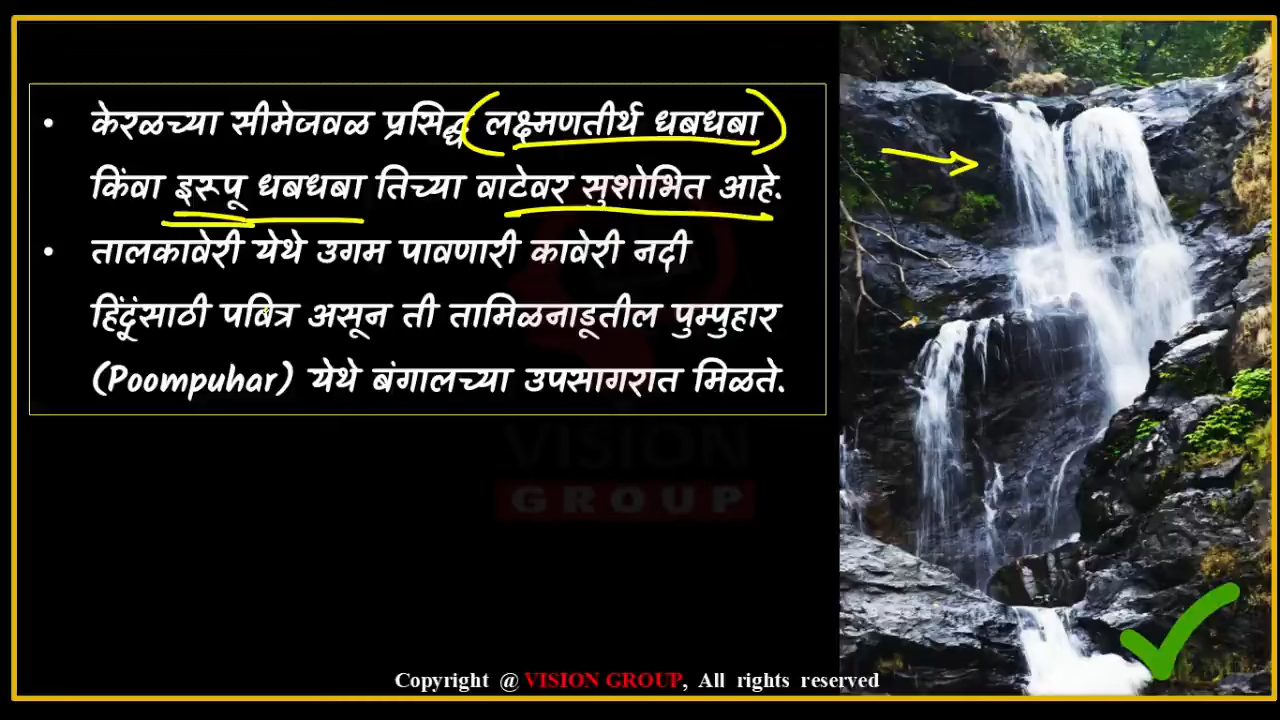 • केरळच्या सीमेजवळ प्रसिद्ध लक्ष्मणतीर्थ धबधबा
किंवा इरूपू धबधबा तिच्या वाटेवर सुशोभित आहे.
• तालकावेरी येथे उगम पावणारी कावेरी नदी
हिंदूंसाठी पवित्र असून ती तामिळनाडूतील पुम्पुहार
(Poompuhar) येथे बंगालच्या उपसागरात मिळते.
VISION
GROUP
Copyright @ VISION GROUP, All rights reserved